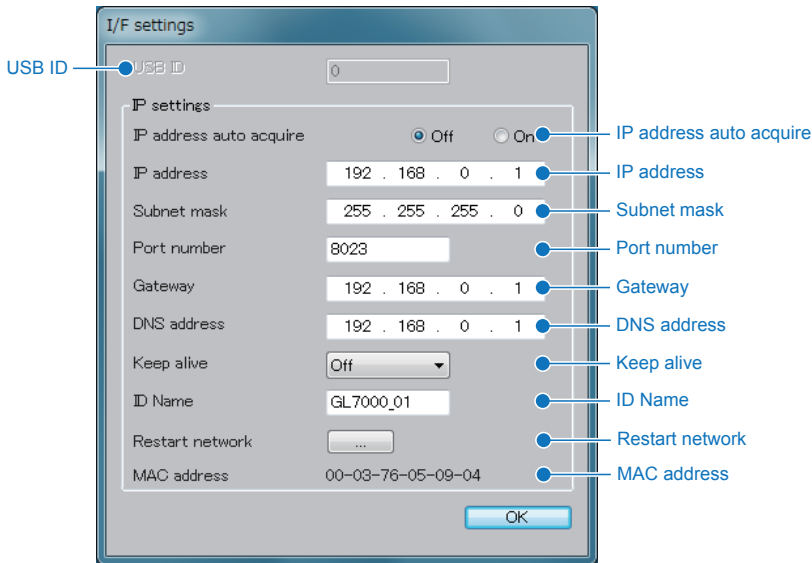 I/F settings
USB ID USB ID 0
IP settings
IP address auto acquire Off On IP address auto acquire
IP address 192 . 168 . 0 . 1 IP address
Subnet mask 255 . 255 . 255 . 0 Subnet mask
Port number 8023 Port number
Gateway 192 . 168 . 0 . 1 Gateway
DNS address 192 . 168 . 0 . 1 DNS address
Keep alive Off Keep alive
ID Name GL7000_01 ID Name
Restart network ... Restart network
MAC address 00-03-76-05-09-04 MAC address
OK